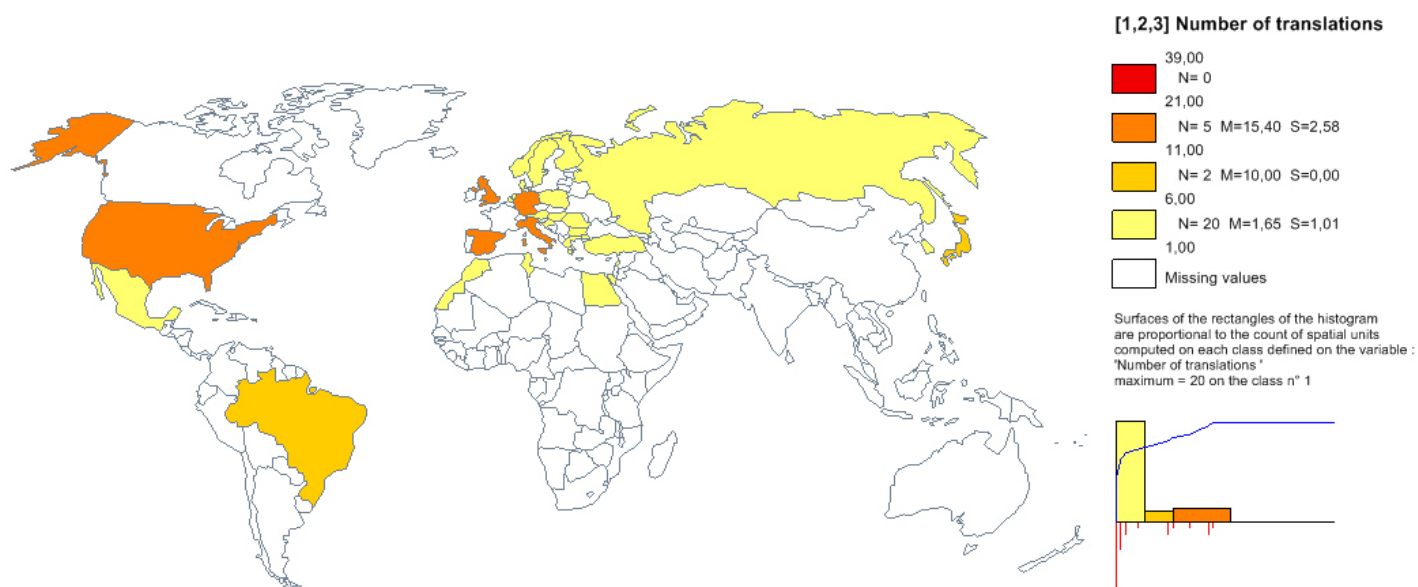 [1,2,3] Number of translations
39,00
N= 0
21,00
N= 5 M=15,40 S=2,58
11,00
N= 2 M=10,00 S=0,00
6,00
N= 20 M=1,65 S=1,01
1,00
Missing values
Surfaces of the rectangles of the histogram
are proportional to the count of spatial units
computed on each class defined on the variable :
'Number of translations '
maximum = 20 on the class n° 1